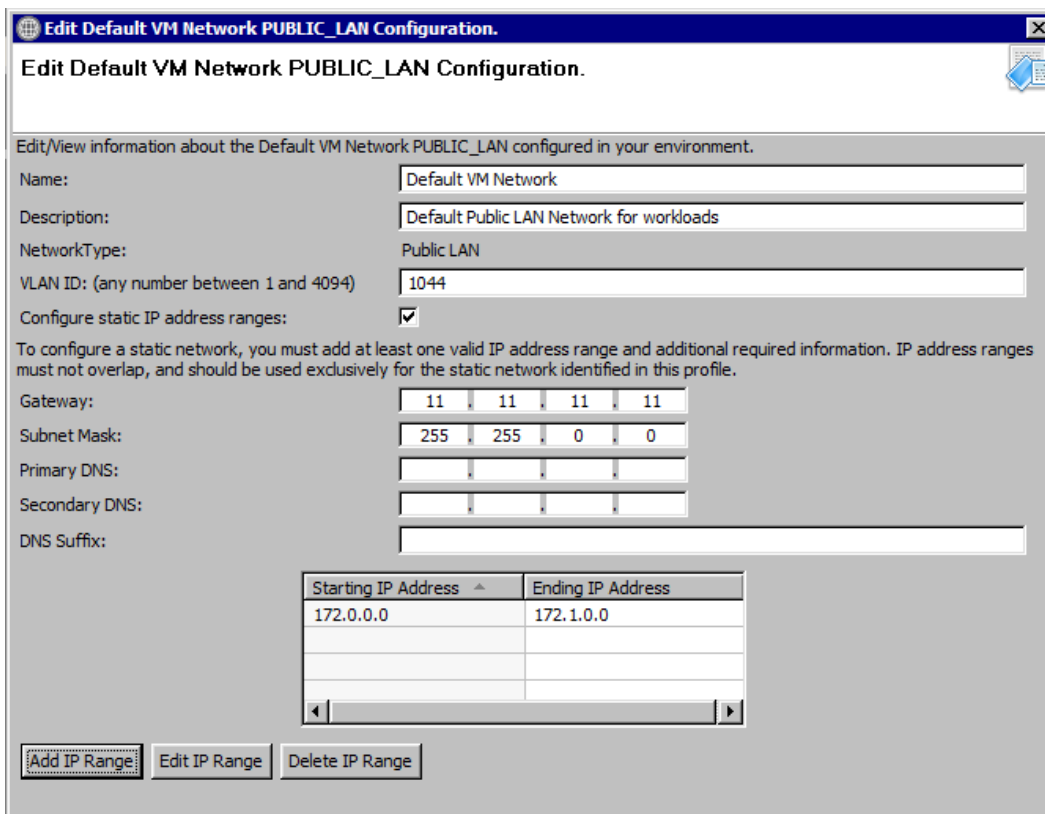 Edit Default VM Network PUBLIC_LAN Configuration.
Edit Default VM Network PUBLIC_LAN Configuration.
Edit/View information about the Default VM Network PUBLIC_LAN configured in your environment.
Name: Default VM Network
Description: Default Public LAN Network for workloads
NetworkType: Public LAN
VLAN ID: (any number between 1 and 4094) 1044
Configure static IP address ranges:
To configure a static network, you must add at least one valid IP address range and additional required information. IP address ranges
must not overlap, and should be used exclusively for the static network identified in this profile.
Gateway: 11 . 11 . 11 . 11
Subnet Mask: 255 . 255 . 0 . 0
Primary DNS: . . .
Secondary DNS: . . .
DNS Suffix:
Starting IP Address Ending IP Address
172.0.0.0 172.1.0.0
Add IP Range Edit IP Range Delete IP Range